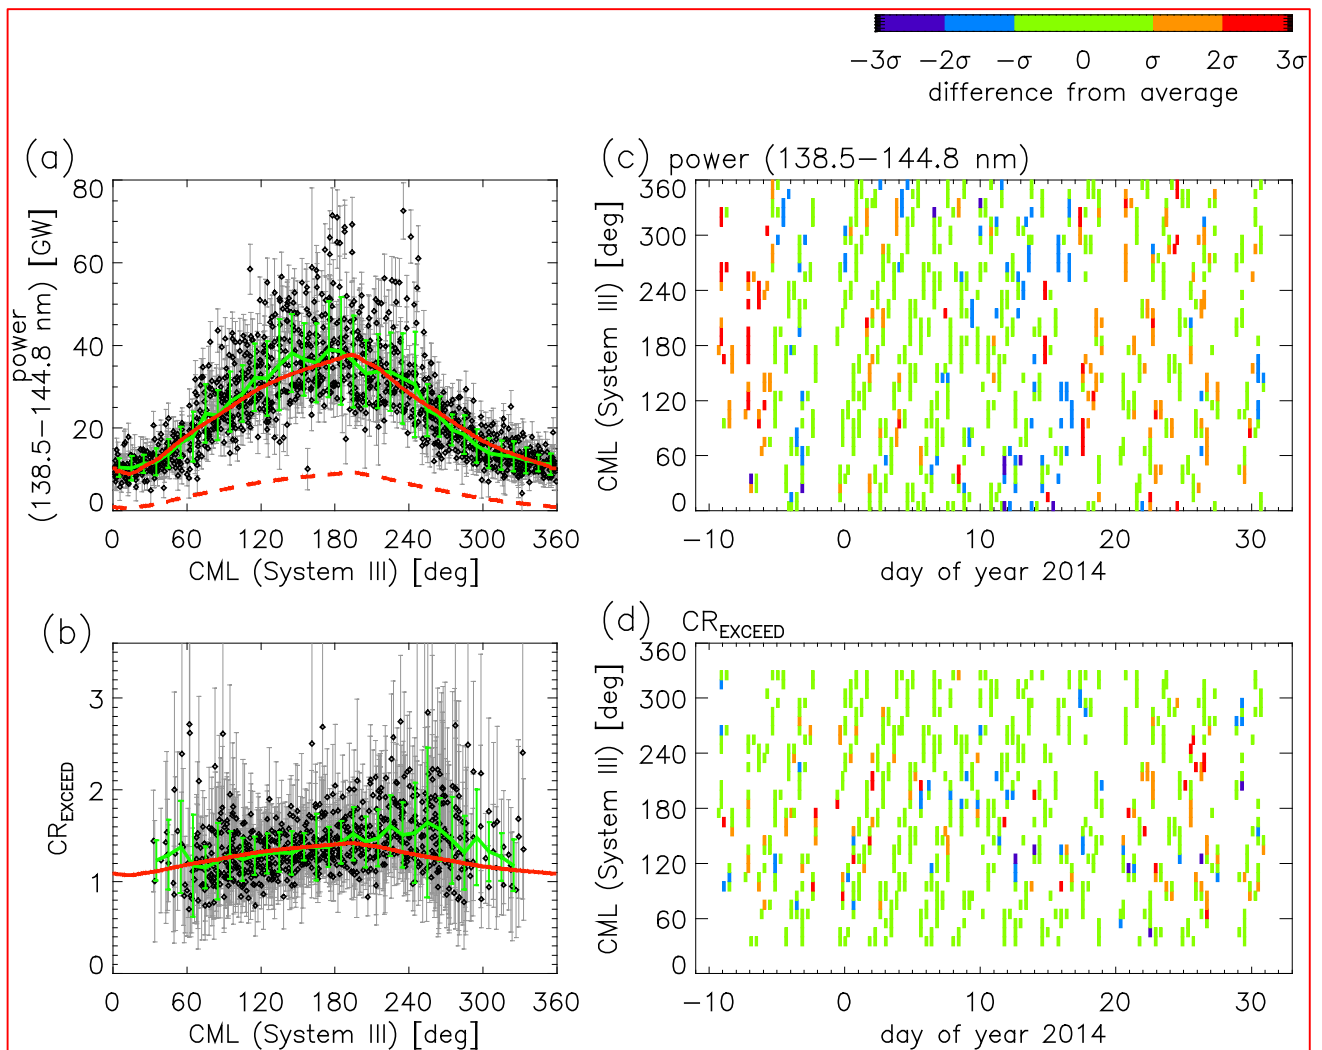 −3σ −2σ −σ 0 σ 2σ 3σ
difference from average
(a)
80
60
40
20
0
power
(138.5−144.8 nm) [GW]
0 60 120 180 240 300 360
CML (System III) [deg]
(c) power (138.5−144.8 nm)
360
300
240
180
120
60
0
CML (System III) [deg]
−10 0 10 20 30
day of year 2014
(b)
3
2
1
0
CR_EXCEED
0 60 120 180 240 300 360
CML (System III) [deg]
(d) CR_EXCEED
360
300
240
180
120
60
0
CML (System III) [deg]
−10 0 10 20 30
day of year 2014